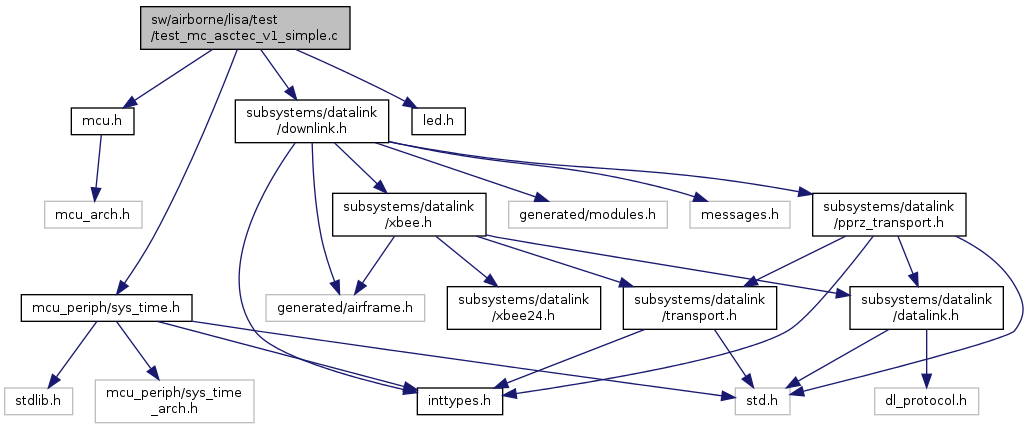 sw/airborne/lisa/test
/test_mc_asctec_v1_simple.c
mcu.h
subsystems/datalink
/downlink.h
led.h
mcu_arch.h
subsystems/datalink
/xbee.h
generated/modules.h
messages.h
subsystems/datalink
/pprz_transport.h
mcu_periph/sys_time.h
generated/airframe.h
subsystems/datalink
/xbee24.h
subsystems/datalink
/transport.h
subsystems/datalink
/datalink.h
stdlib.h
mcu_periph/sys_time
_arch.h
inttypes.h
std.h
dl_protocol.h